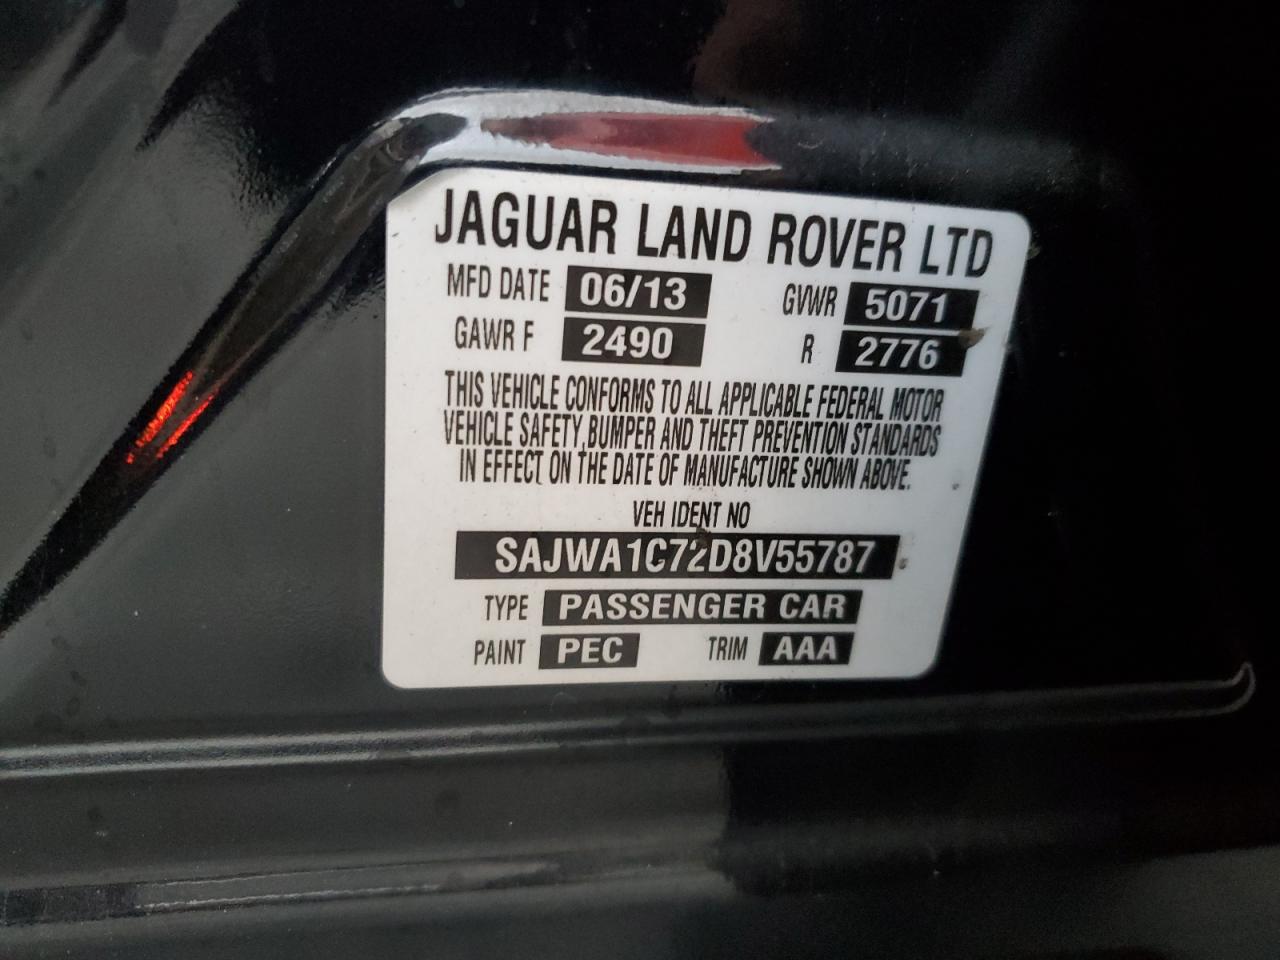 JAGUAR LAND ROVER LTD
MFD DATE 06/13 GVWR 5071
GAWR F 2490 R 2776
THIS VEHICLE CONFORMS TO ALL APPLICABLE FEDERAL MOTOR
VEHICLE SAFETY,BUMPER AND THEFT PREVENTION STANDARDS
IN EFFECT ON THE DATE OF MANUFACTURE SHOWN ABOVE.
VEH IDENT NO
SAJWA1C72D8V55787
TYPE PASSENGER CAR
PAINT PEC TRIM AAA